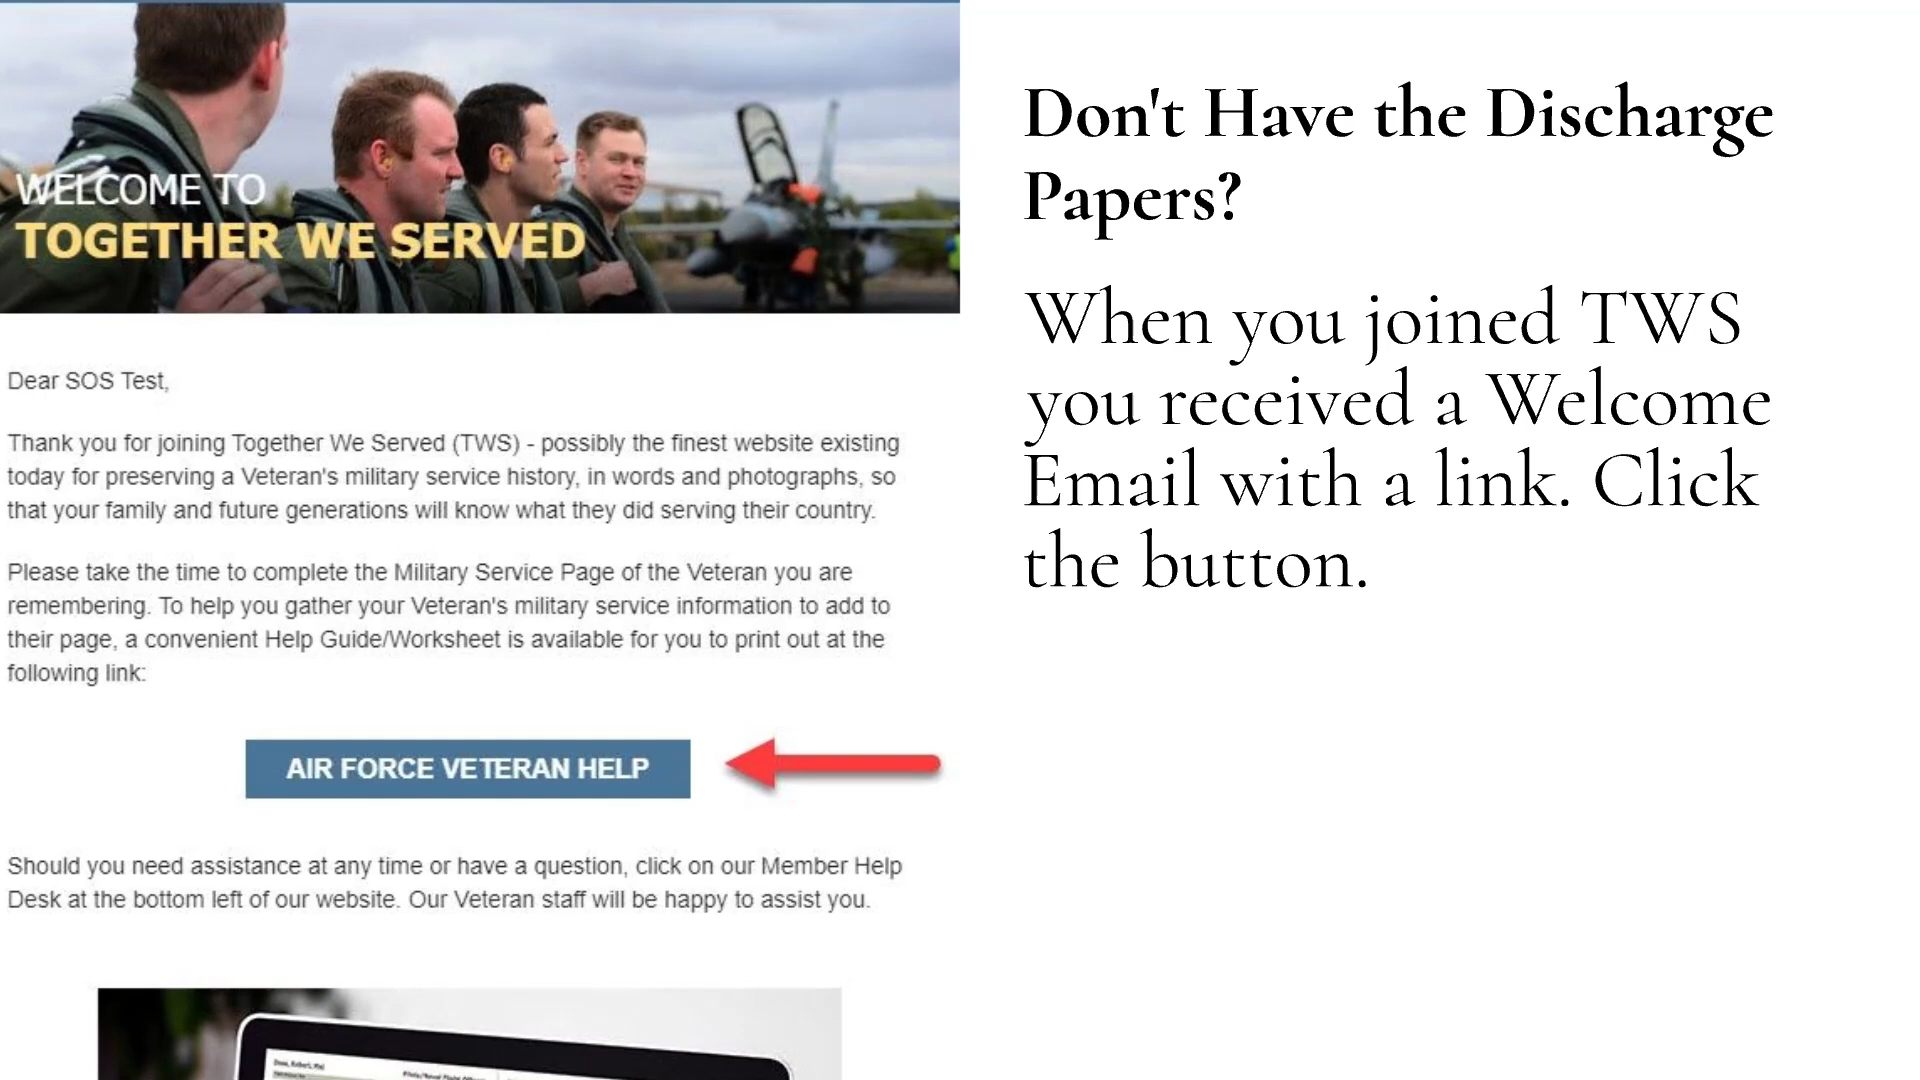 WELCOME TO
TOGETHER WE SERVED
Dear SOS Test,
Thank you for joining Together We Served (TWS) - possibly the finest website existing
today for preserving a Veteran's military service history, in words and photographs, so
that your family and future generations will know what they did serving their country.
Please take the time to complete the Military Service Page of the Veteran you are
remembering. To help you gather your Veteran's military service information to add to
their page, a convenient Help Guide/Worksheet is available for you to print out at the
following link:
AIR FORCE VETERAN HELP
Should you need assistance at any time or have a question, click on our Member Help
Desk at the bottom left of our website. Our Veteran staff will be happy to assist you.
Don't Have the Discharge
Papers?
When you joined TWS
you received a Welcome
Email with a link. Click
the button.